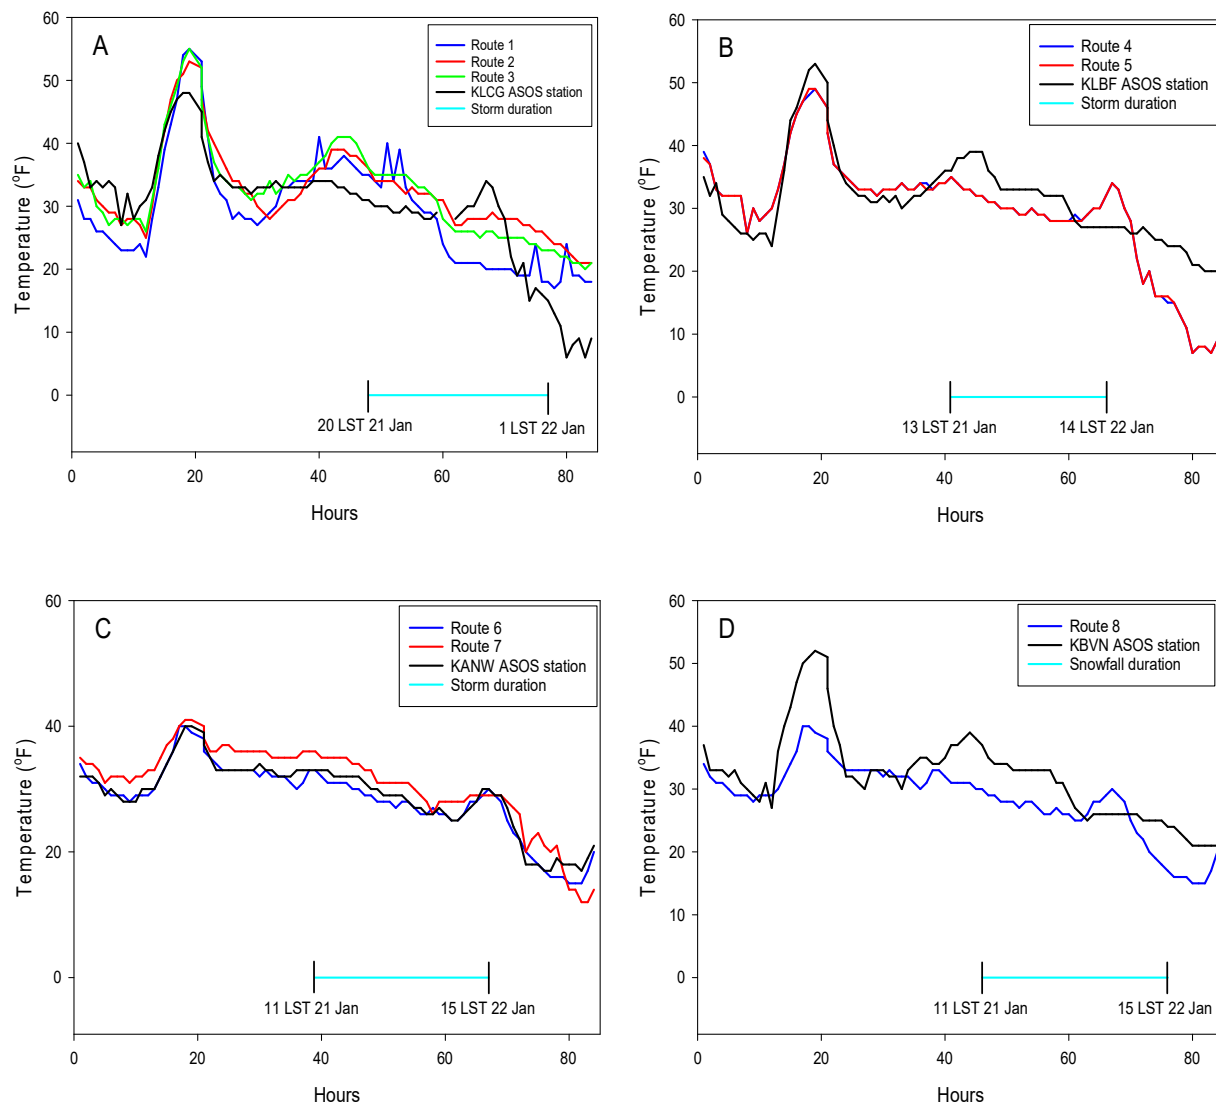 A
Route 1
Route 2
Route 3
KLCG ASOS station
Storm duration
60
50
40
30
20
10
0
Temperature (°F)
20 LST 21 Jan
1 LST 22 Jan
0
20
40
60
80
Hours
B
Route 4
Route 5
KLBF ASOS station
Storm duration
60
50
40
30
20
10
0
Temperature (°F)
13 LST 21 Jan
14 LST 22 Jan
0
20
40
60
80
Hours
C
Route 6
Route 7
KANW ASOS station
Storm duration
60
40
20
0
Temperature (°F)
11 LST 21 Jan
15 LST 22 Jan
0
20
40
60
80
Hours
D
Route 8
KBVN ASOS station
Snowfall duration
60
50
40
30
20
10
0
Temperature (°F)
11 LST 21 Jan
15 LST 22 Jan
0
20
40
60
80
Hours